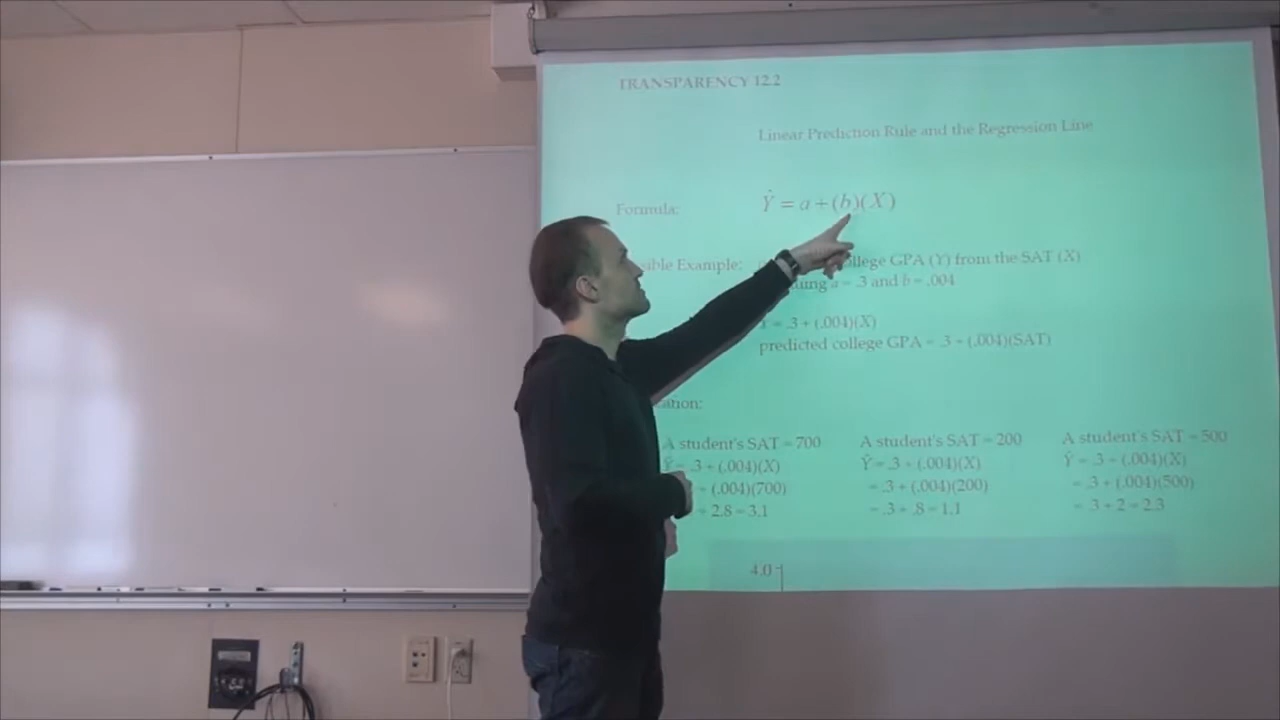 TRANSPARENCY 12.2
Linear Prediction Rule and the Regression Line
Formula: Ŷ = a + (b)(X)
Example: college GPA (Y) from the SAT (X)
a = .3 and b = .004
= .3 + (.004)(X)
predicted college GPA = .3 + (.004)(SAT)
A student's SAT = 700 A student's SAT = 200 A student's SAT = 500
Ŷ = .3 + (.004)(X) Ŷ = .3 + (.004)(X) Ŷ = .3 + (.004)(X)
+ (.004)(700) = .3 + (.004)(200) = .3 + (.004)(500)
+ 2.8 = 3.1 = .3 + .8 = 1.1 = .3 + 2 = 2.3
4.0